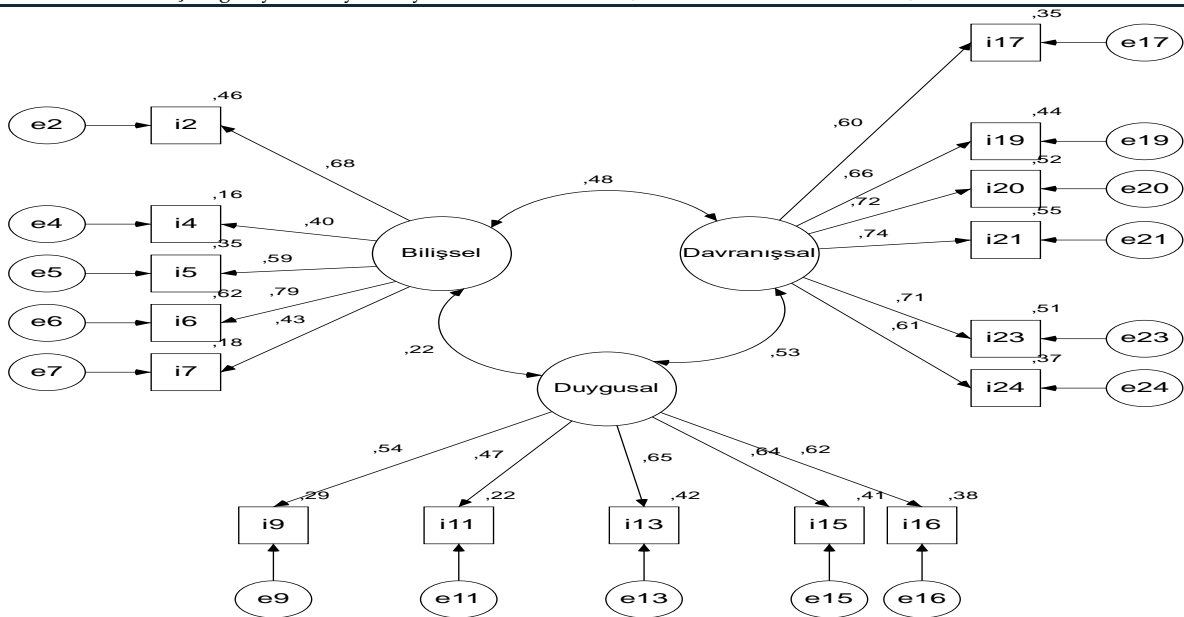 ,35
i17
e17
,46
e2
i2
,60
,44
,68
,48
,66
i19
e19
,52
,16
,72
i20
e20
e4
i4
,40
,55
,35
,74
i21
e21
Bilişsel
Davranışsal
e5
i5
,59
,62
,79
,71
,51
e6
i6
,43
,61
i23
e23
,18
,22
,53
,37
e7
i7
Duygusal
i24
e24
,54
,47
,65
,64
,62
,29
,22
,42
,41
,38
i9
i11
i13
i15
i16
e9
e11
e13
e15
e16